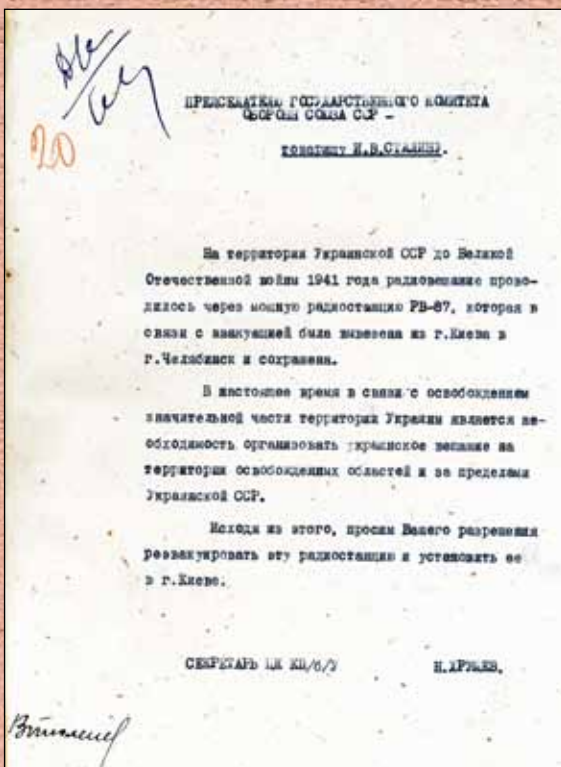 20
ПРЕДСЕДАТЕЛЮ ГОСУДАРСТВЕННОГО КОМИТЕТА
ОБОРОНЫ СОЮЗА ССР –
товарищу И.В.СТАЛИНУ.
На территории Украинской ССР до Великой
Отечественной войны 1941 года радиовещание прово-
дилось через мощную радиостанцию РВ-87, которая в
связи с эвакуацией была вывезена из г.Киева в
г.Челябинск и сохранена.
В настоящее время в связи с освобождением
значительной части территории Украины является не-
обходимость организовать украинское вещание на
территории освобожденных областей и за пределами
Украинской ССР.
Исходя из этого, просим Вашего разрешения
реэвакуировать эту радиостанцию и установить ее
в г.Киеве.
СЕКРЕТАРЬ ЦК КП/б/У Н.ХРУЩЕВ.